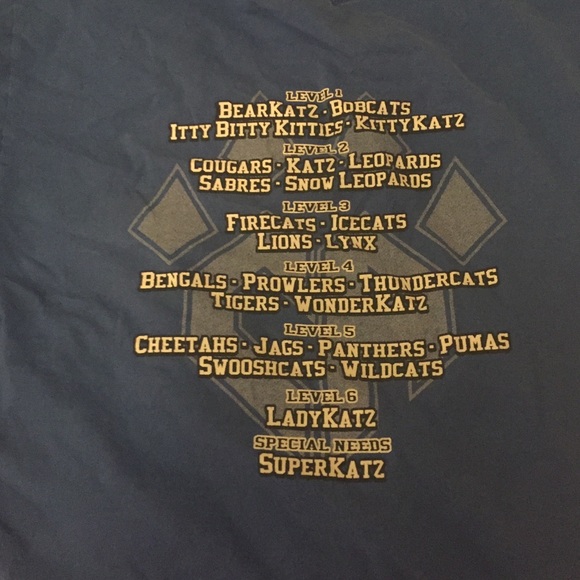 LEVEL 1
BEARKATZ - BOBCATS
ITTY BITTY KITTIES - KITTYKATZ
LEVEL 2
COUGARS - KATZ - LEOPARDS
SABRES - SNOW LEOPARDS
LEVEL 3
FIRECATS - ICECATS
LIONS - LYNX
LEVEL 4
BENGALS - PROWLERS - THUNDERCATS
TIGERS - WONDERKATZ
LEVEL 5
CHEETAHS - JAGS - PANTHERS - PUMAS
SWOOSHCATS - WILDCATS
LEVEL 6
LADYKATZ
SPECIAL NEEDS
SUPERKATZ